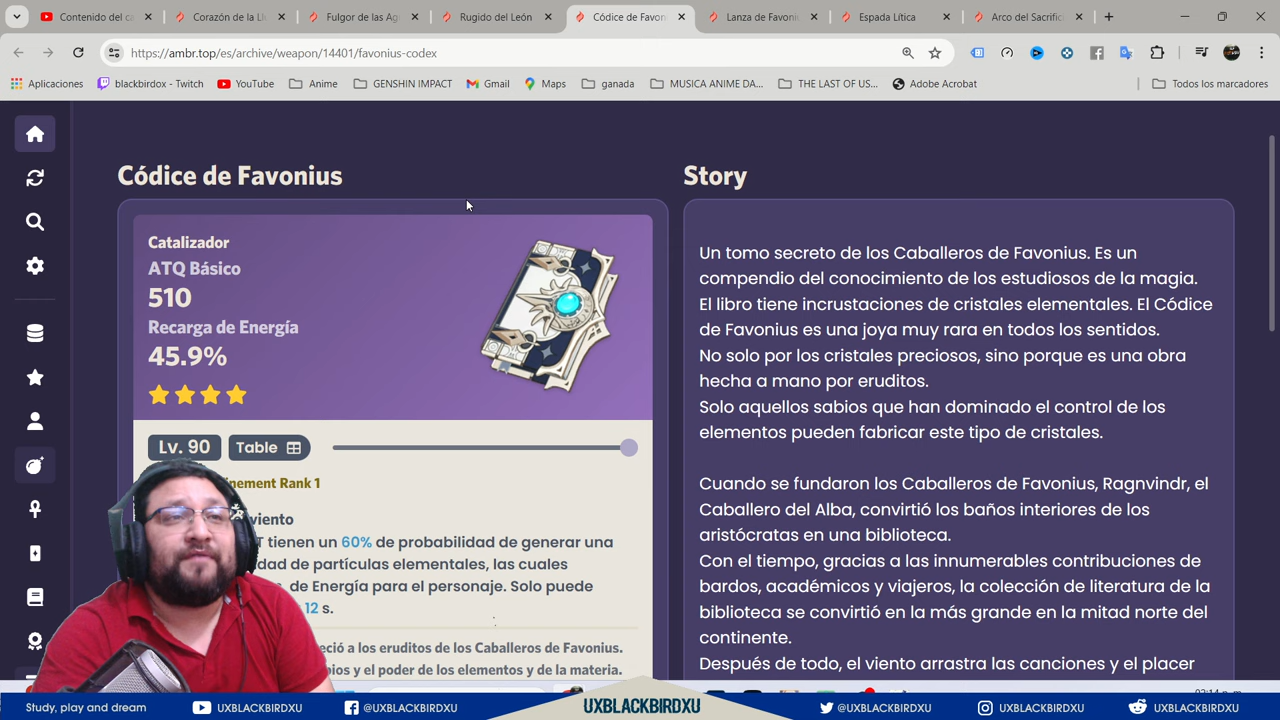 Contenido del ca
Corazón de la Ll
Fulgor de las Ag
Rugido del León
Códice de Favoni
Lanza de Favoni
Espada Lítica
Arco del Sacrific
https://ambr.top/es/archive/weapon/14401/favonius-codex
Aplicaciones
blackbirdox - Twitch
YouTube
Anime
GENSHIN IMPACT
Gmail
Maps
ganada
MUSICA ANIME DA...
THE LAST OF US...
Adobe Acrobat
Todos los marcadores
Códice de Favonius
Catalizador
ATQ Básico
510
Recarga de Energía
45.9%
Lv. 90
Table
inement Rank 1
viento
T tienen un 60% de probabilidad de generar una
dad de partículas elementales, las cuales
de Energía para el personaje. Solo puede
12 s.
eció a los eruditos de los Caballeros de Favonius.
bios y el poder de los elementos y de la materia.
Story
Un tomo secreto de los Caballeros de Favonius. Es un
compendio del conocimiento de los estudiosos de la magia.
El libro tiene incrustaciones de cristales elementales. El Códice
de Favonius es una joya muy rara en todos los sentidos.
No solo por los cristales preciosos, sino porque es una obra
hecha a mano por eruditos.
Solo aquellos sabios que han dominado el control de los
elementos pueden fabricar este tipo de cristales.
Cuando se fundaron los Caballeros de Favonius, Ragnvindr, el
Caballero del Alba, convirtió los baños interiores de los
aristócratas en una biblioteca.
Con el tiempo, gracias a las innumerables contribuciones de
bardos, académicos y viajeros, la colección de literatura de la
biblioteca se convirtió en la más grande en la mitad norte del
continente.
Después de todo, el viento arrastra las canciones y el placer
Study, play and dream
UXBLACKBIRDXU
@UXBLACKBIRDXU
UXBLACKBIRDXU
@UXBLACKBIRDXU
UXBLACKBIRDXU
UXBLACKBIRDXU